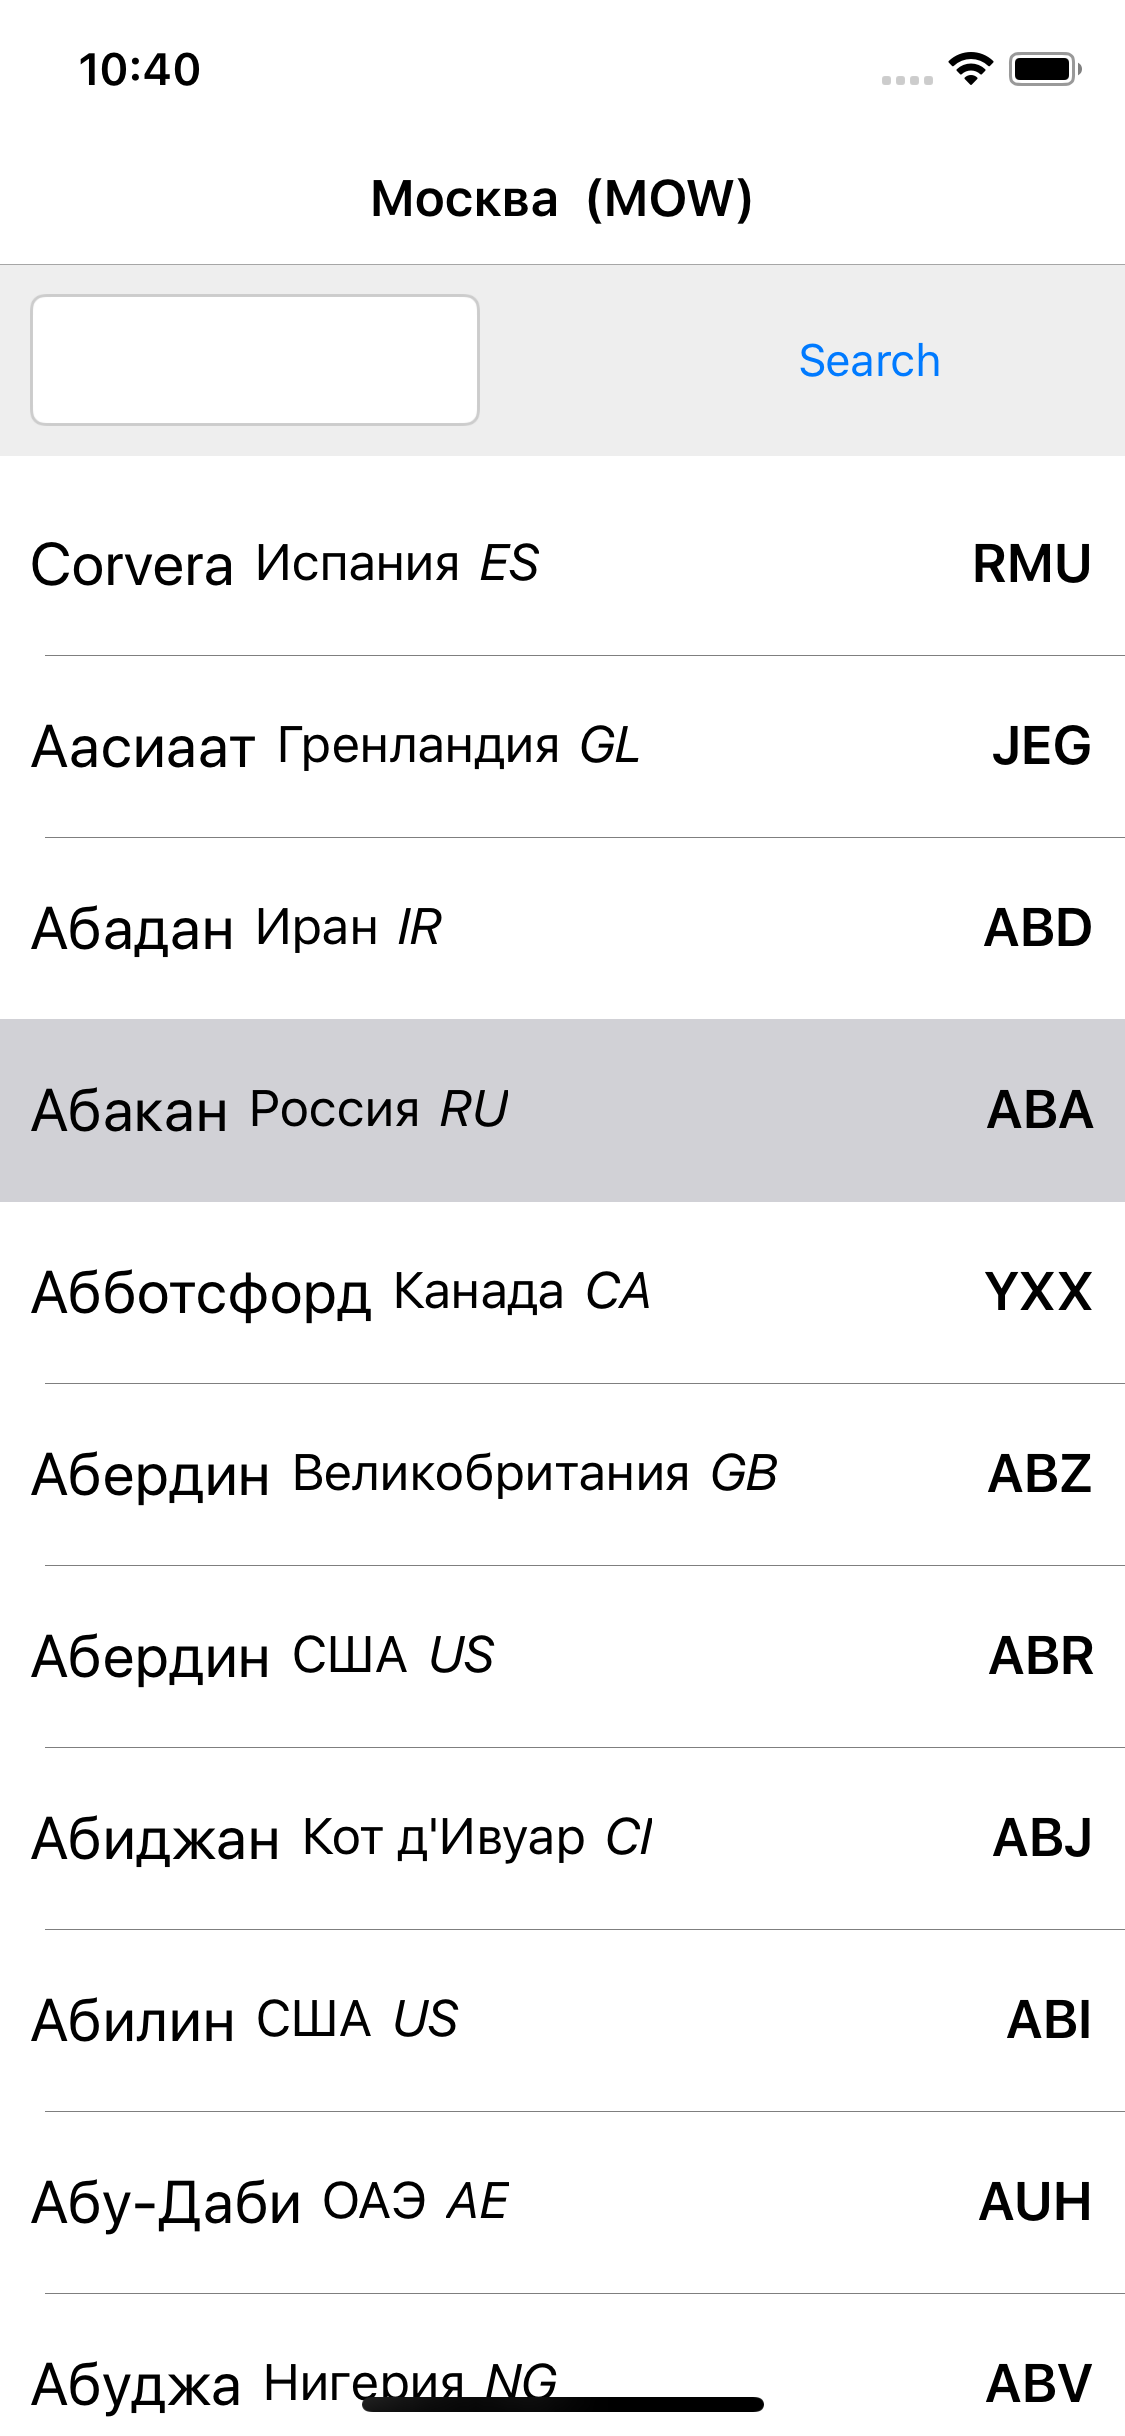 10:40
Москва (MOW)
Search
Corvera Испания ES RMU
Аасиаат Гренландия GL JEG
Абадан Иран IR ABD
Абакан Россия RU ABA
Абботсфорд Канада CA YXX
Абердин Великобритания GB ABZ
Абердин США US ABR
Абиджан Кот д'Ивуар CI ABJ
Абилин США US ABI
Абу-Даби ОАЭ AE AUH
Абуджа Нигерия NG ABV